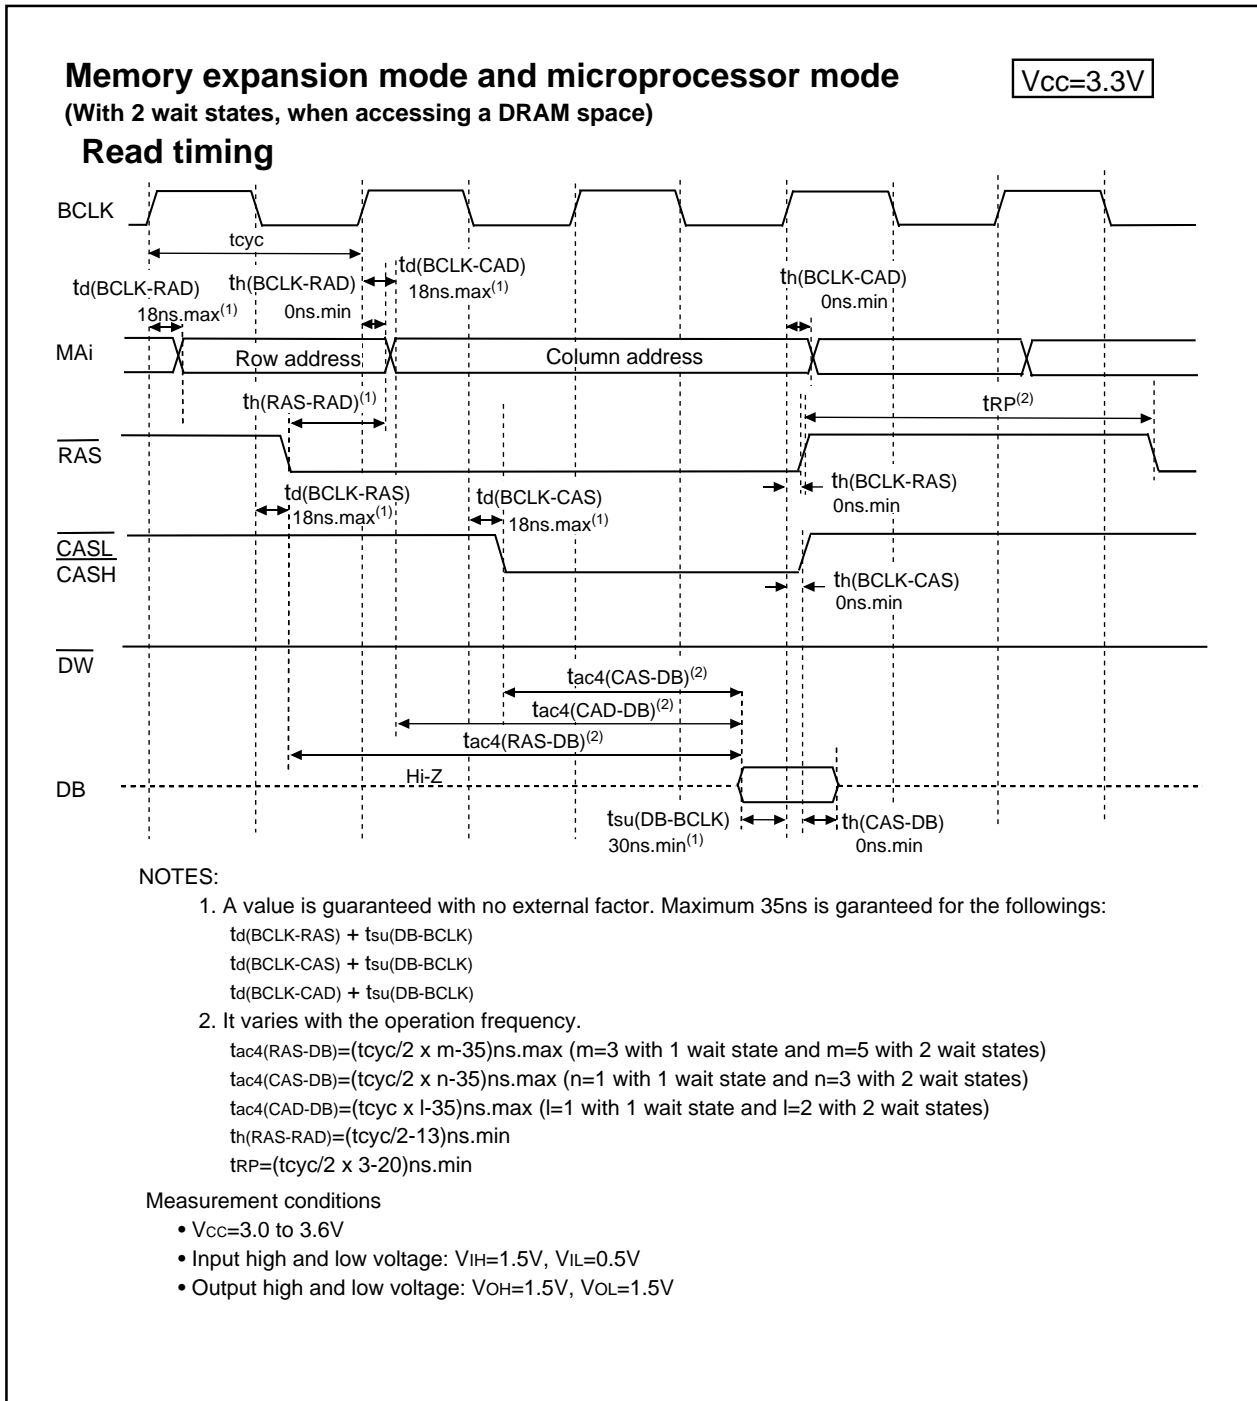 Memory expansion mode and microprocessor mode
Vcc=3.3V
(With 2 wait states, when accessing a DRAM space)
Read timing
BCLK
tcyc
td(BCLK-RAD)
18ns.max(1)
th(BCLK-RAD)
0ns.min
td(BCLK-CAD)
18ns.max(1)
th(BCLK-CAD)
0ns.min
MAi
Row address
Column address
th(RAS-RAD)(1)
tRP(2)
RAS
td(BCLK-RAS)
18ns.max(1)
td(BCLK-CAS)
18ns.max(1)
th(BCLK-RAS)
0ns.min
CASL
CASH
th(BCLK-CAS)
0ns.min
DW
tac4(CAS-DB)(2)
tac4(CAD-DB)(2)
tac4(RAS-DB)(2)
Hi-Z
DB
tsu(DB-BCLK)
30ns.min(1)
th(CAS-DB)
0ns.min
NOTES:
1. A value is guaranteed with no external factor. Maximum 35ns is garanteed for the followings:
td(BCLK-RAS) + tsu(DB-BCLK)
td(BCLK-CAS) + tsu(DB-BCLK)
td(BCLK-CAD) + tsu(DB-BCLK)
2. It varies with the operation frequency.
tac4(RAS-DB)=(tcyc/2 x m-35)ns.max (m=3 with 1 wait state and m=5 with 2 wait states)
tac4(CAS-DB)=(tcyc/2 x n-35)ns.max (n=1 with 1 wait state and n=3 with 2 wait states)
tac4(CAD-DB)=(tcyc x l-35)ns.max (l=1 with 1 wait state and l=2 with 2 wait states)
th(RAS-RAD)=(tcyc/2-13)ns.min
tRP=(tcyc/2 x 3-20)ns.min
Measurement conditions
• VCC=3.0 to 3.6V
• Input high and low voltage: VIH=1.5V, VIL=0.5V
• Output high and low voltage: VOH=1.5V, VOL=1.5V